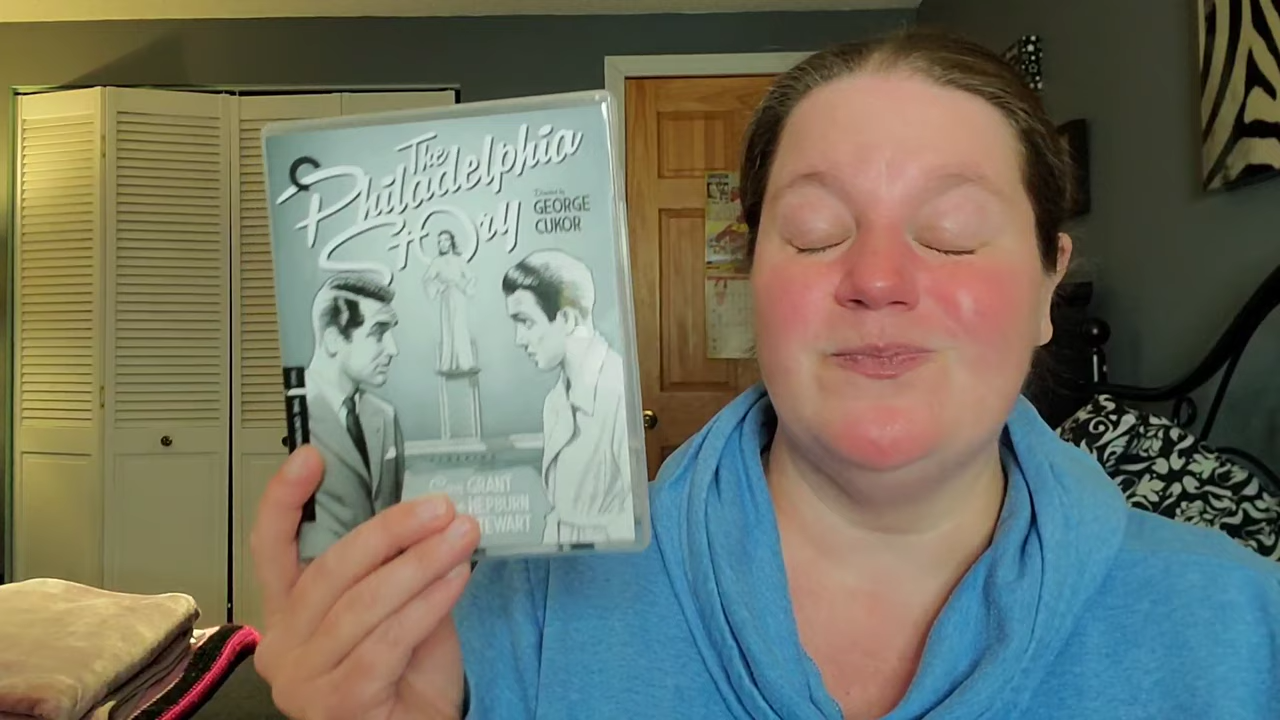 The
Philadelphia
Story
Directed by
GEORGE
CUKOR
GRANT
HEPBURN
STEWART